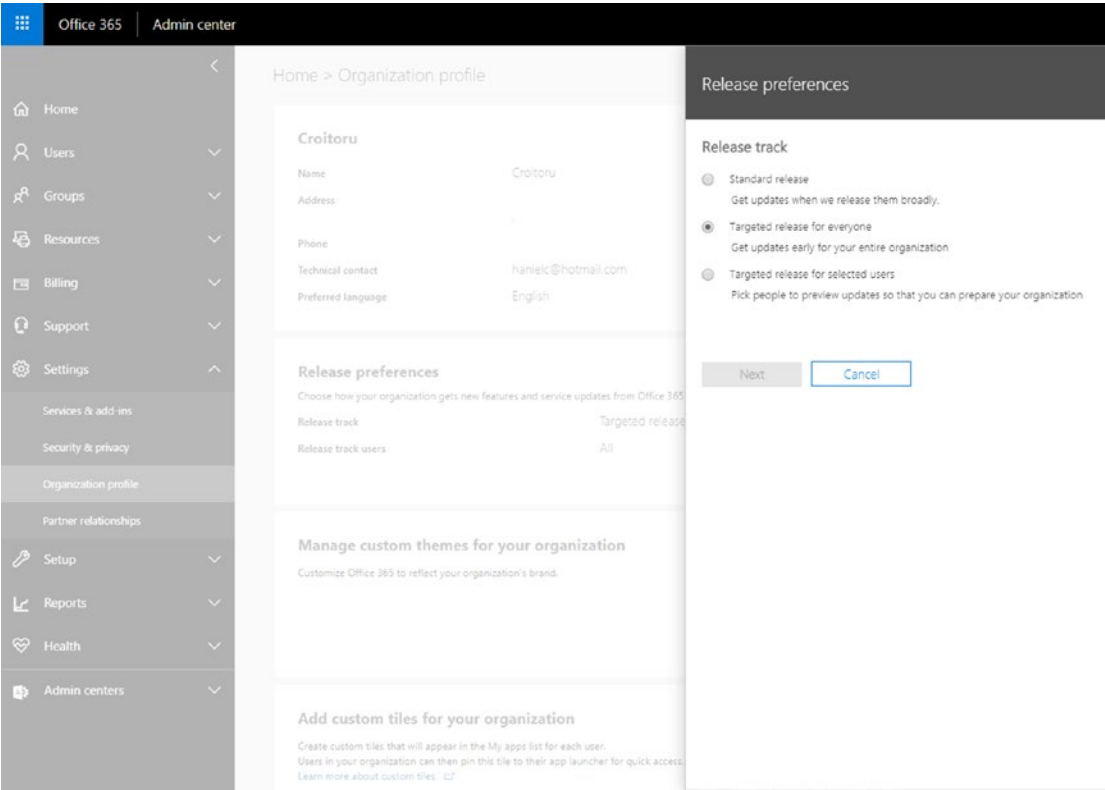 Office 365
Admin center
Home
Users
Groups
Resources
Billing
Support
Settings
Services & add-ins
Security & privacy
Organization profile
Partner relationships
Setup
Reports
Health
Admin centers
Home > Organization profile
Croitoru
Name Croitoru
Address
Phone
Technical contact hanielc@hotmail.com
Preferred language English
Release preferences
Choose how your organization gets new features and service updates from Office 365
Release track Targeted release
Release track users All
Manage custom themes for your organization
Customize Office 365 to reflect your organization's brand.
Add custom tiles for your organization
Create custom tiles that will appear in the My apps list for each user.
Users in your organization can then pin this tile to their app launcher for quick access.
Learn more about custom tiles
Release preferences
Release track
Standard release
Get updates when we release them broadly.
Targeted release for everyone
Get updates early for your entire organization
Targeted release for selected users
Pick people to preview updates so that you can prepare your organization
Next
Cancel